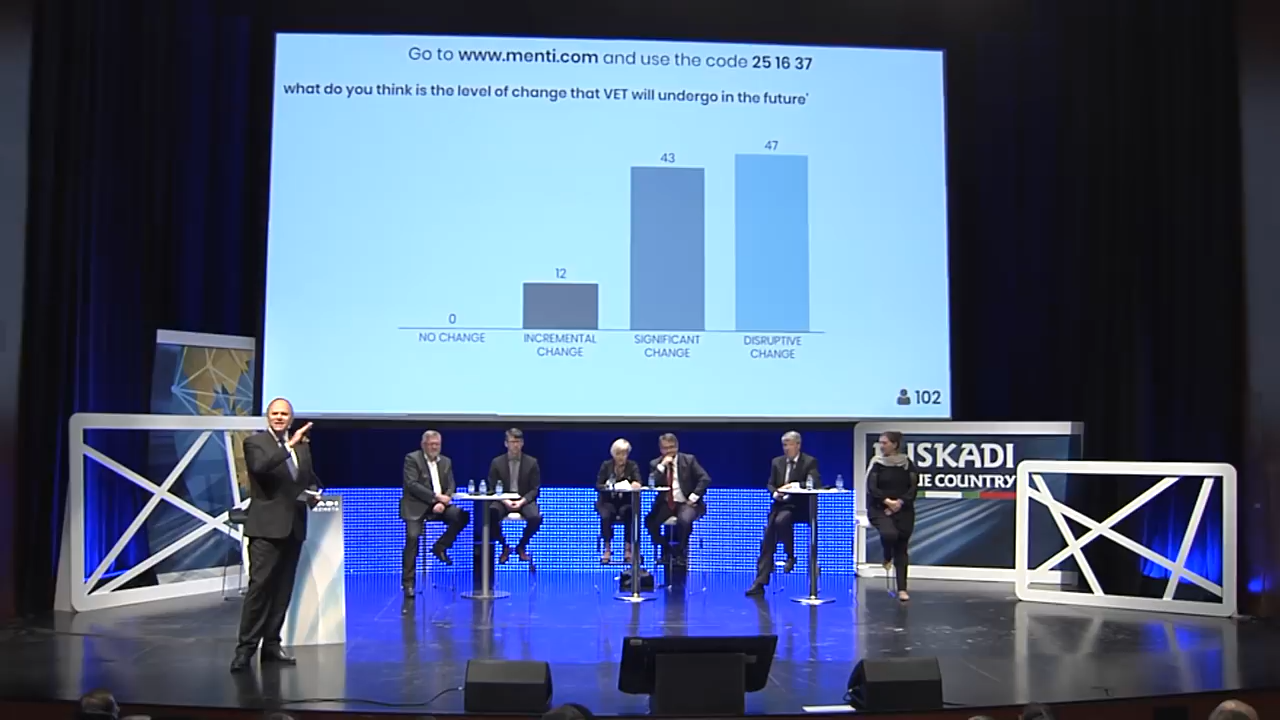 Go to www.menti.com and use the code 25 16 37
what do you think is the level of change that VET will undergo in the future'
47
43
12
0
NO CHANGE
INCREMENTAL
CHANGE
SIGNIFICANT
CHANGE
DISRUPTIVE
CHANGE
102
USKADI
UE COUNTRY